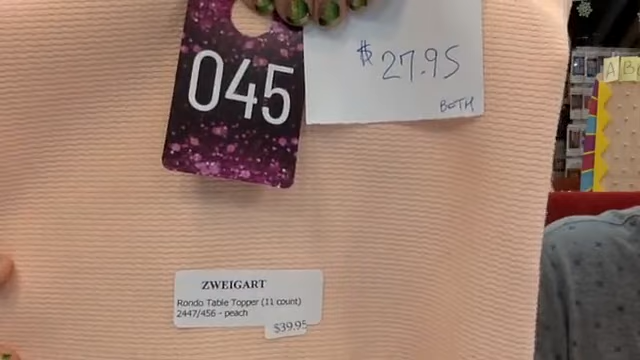 045
$27.95
BOTH
A B
ZWEIGART
Rondo Table Topper (11 count)
2447/456 - peach
$39.95